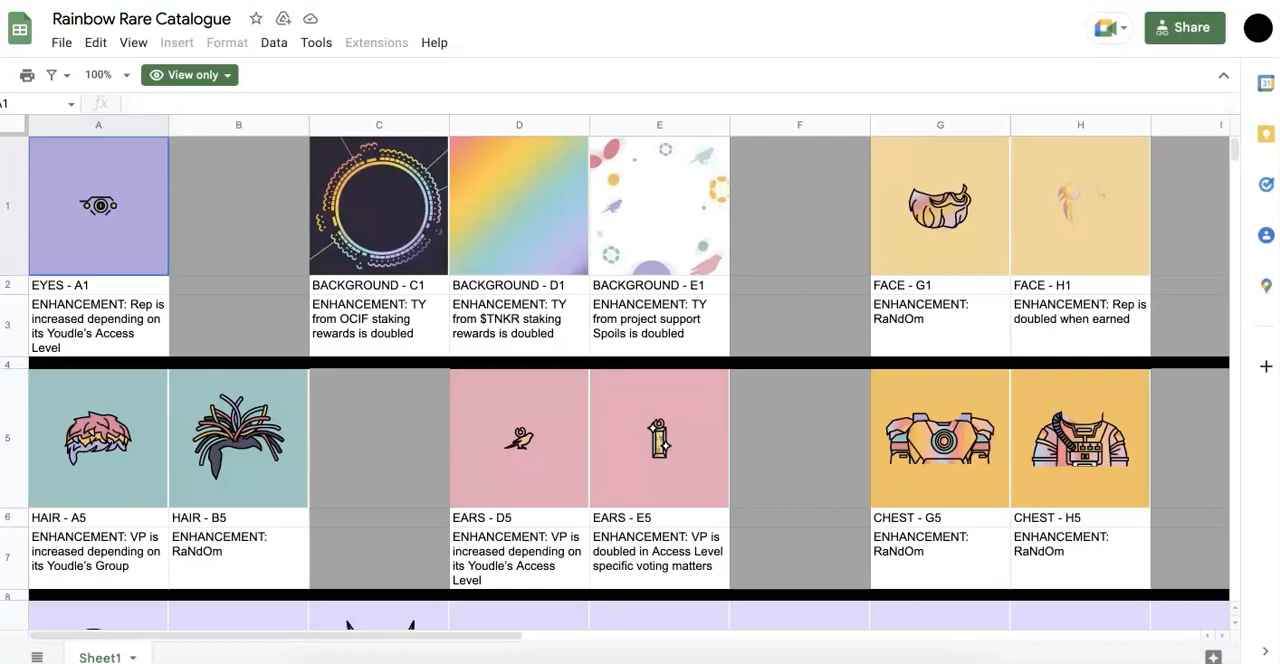 Rainbow Rare Catalogue
File Edit View Insert Format Data Tools Extensions Help
Share
100% View only
A1
A B C D E F G H I
1
2 EYES - A1 BACKGROUND - C1 BACKGROUND - D1 BACKGROUND - E1 FACE - G1 FACE - H1
3
ENHANCEMENT: Rep is
increased depending on
its Youdle's Access
Level
ENHANCEMENT: TY
from OCIF staking
rewards is doubled
ENHANCEMENT: TY
from $TNKR staking
rewards is doubled
ENHANCEMENT: TY
from project support
Spoils is doubled
ENHANCEMENT:
RaNdOm
ENHANCEMENT: Rep is
doubled when earned
4
5
6 HAIR - A5 HAIR - B5 EARS - D5 EARS - E5 CHEST - G5 CHEST - H5
7
ENHANCEMENT: VP is
increased depending on
its Youdle's Group
ENHANCEMENT:
RaNdOm
ENHANCEMENT: VP is
increased depending on
its Youdle's Access
Level
ENHANCEMENT: VP is
doubled in Access Level
specific voting matters
ENHANCEMENT:
RaNdOm
ENHANCEMENT:
RaNdOm
8
Sheet1
31